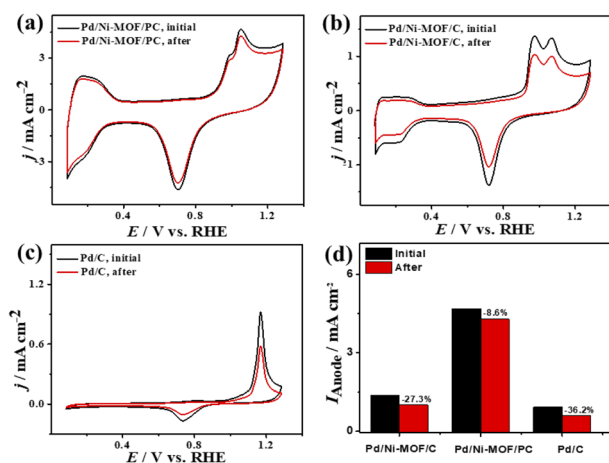 (a)
Pd/Ni-MOF/PC, initial
Pd/Ni-MOF/PC, after
j / mA cm⁻²
3
0
-3
0.4 0.8 1.2
E / V vs. RHE
(b)
Pd/Ni-MOF/C, initial
Pd/Ni-MOF/C, after
j / mA cm⁻²
1
0
-1
0.4 0.8 1.2
E / V vs. RHE
(c)
Pd/C, initial
Pd/C, after
j / mA cm⁻²
1.2
0.6
0.0
0.4 0.8 1.2
E / V vs. RHE
(d)
Initial
After
I Anode / mA cm⁻²
6
3
0
-27.3%
-8.6%
-36.2%
Pd/Ni-MOF/C Pd/Ni-MOF/PC Pd/C